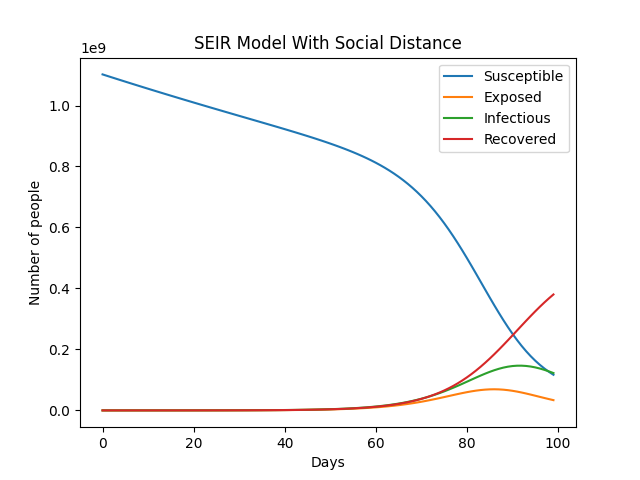 SEIR Model With Social Distance
1e9
Susceptible
Exposed
Infectious
Recovered
1.0
0.8
0.6
0.4
0.2
0.0
Number of people
0 20 40 60 80 100
Days